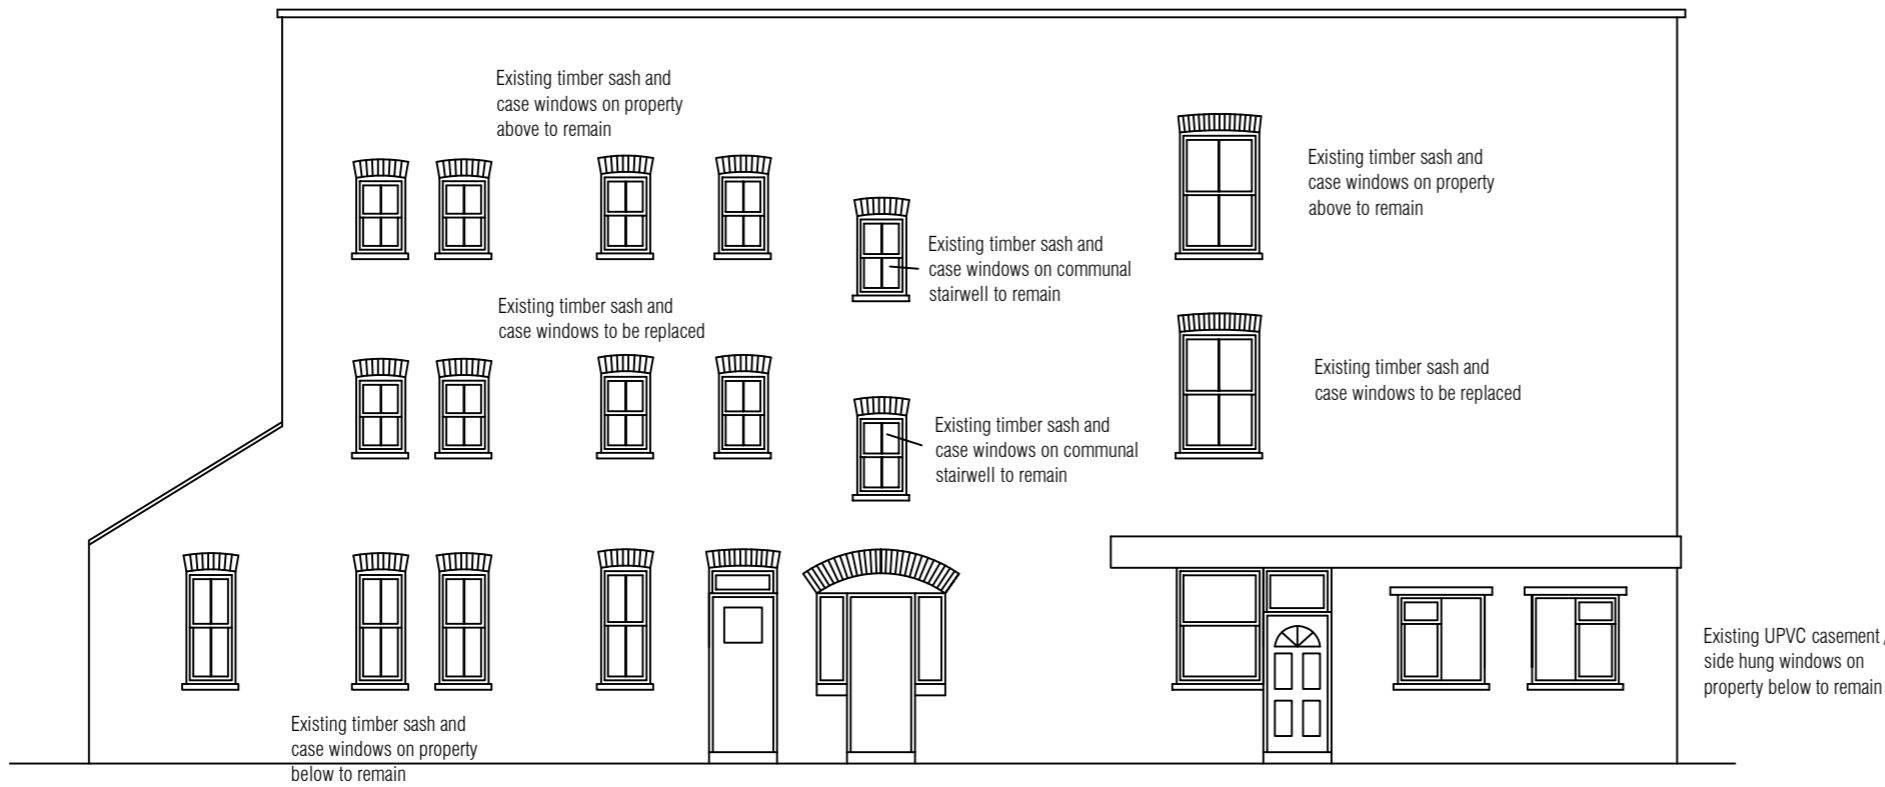 Existing timber sash and
case windows on property
above to remain
Existing timber sash and
case windows on property
above to remain
Existing timber sash and
case windows on communal
stairwell to remain
Existing timber sash and
case windows to be replaced
Existing timber sash and
case windows to be replaced
Existing timber sash and
case windows on communal
stairwell to remain
Existing UPVC casement /
side hung windows on
property below to remain
Existing timber sash and
case windows on property
below to remain